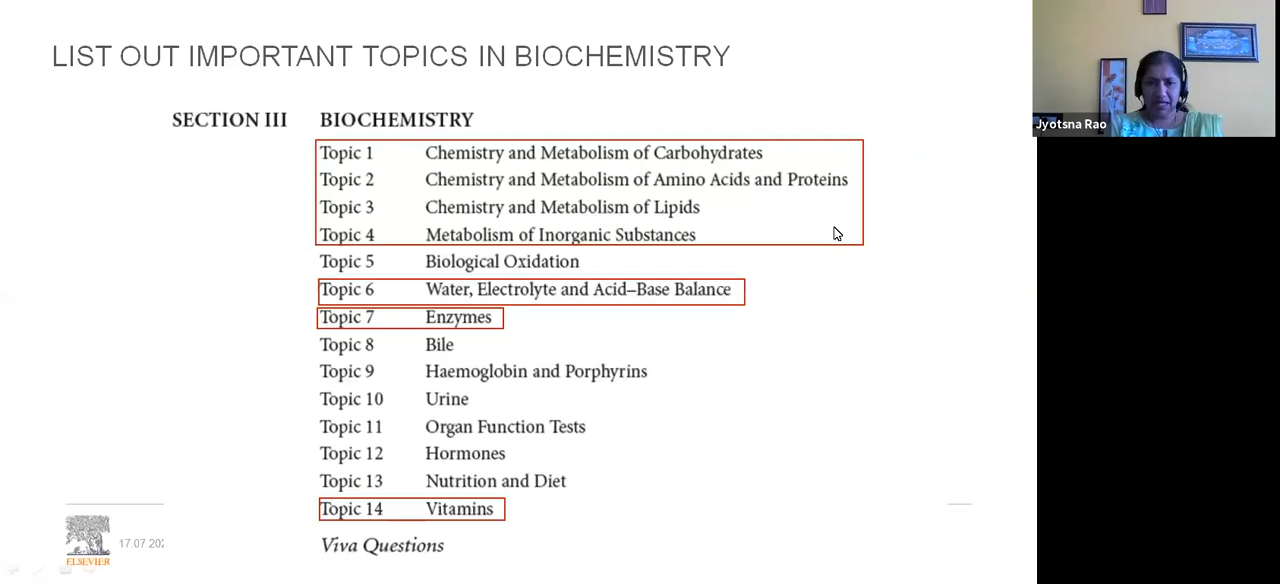 LIST OUT IMPORTANT TOPICS IN BIOCHEMISTRY
SECTION III BIOCHEMISTRY
Topic 1 Chemistry and Metabolism of Carbohydrates
Topic 2 Chemistry and Metabolism of Amino Acids and Proteins
Topic 3 Chemistry and Metabolism of Lipids
Topic 4 Metabolism of Inorganic Substances
Topic 5 Biological Oxidation
Topic 6 Water, Electrolyte and Acid–Base Balance
Topic 7 Enzymes
Topic 8 Bile
Topic 9 Haemoglobin and Porphyrins
Topic 10 Urine
Topic 11 Organ Function Tests
Topic 12 Hormones
Topic 13 Nutrition and Diet
Topic 14 Vitamins
Viva Questions
ELSEVIER
17.07.202
Jyotsna Rao